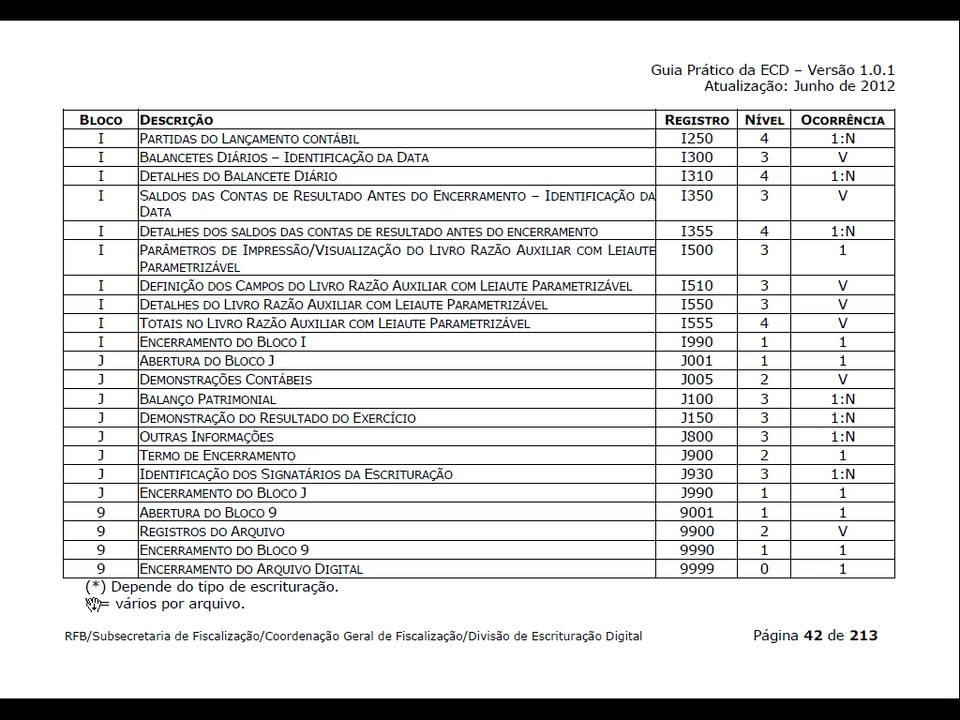 Guia Prático da ECD – Versão 1.0.1
Atualização: Junho de 2012
BLOCO DESCRIÇÃO REGISTRO NÍVEL OCORRÊNCIA
I PARTIDAS DO LANÇAMENTO CONTÁBIL I250 4 1:N
I BALANCETES DIÁRIOS – IDENTIFICAÇÃO DA DATA I300 3 V
I DETALHES DO BALANCETE DIÁRIO I310 4 1:N
I SALDOS DAS CONTAS DE RESULTADO ANTES DO ENCERRAMENTO – IDENTIFICAÇÃO DA I350 3 V
DATA
I DETALHES DOS SALDOS DAS CONTAS DE RESULTADO ANTES DO ENCERRAMENTO I355 4 1:N
I PARÂMETROS DE IMPRESSÃO/VISUALIZAÇÃO DO LIVRO RAZÃO AUXILIAR COM LEIAUTE I500 3 1
PARAMETRIZÁVEL
I DEFINIÇÃO DOS CAMPOS DO LIVRO RAZÃO AUXILIAR COM LEIAUTE PARAMETRIZÁVEL I510 3 V
I DETALHES DO LIVRO RAZÃO AUXILIAR COM LEIAUTE PARAMETRIZÁVEL I550 3 V
I TOTAIS NO LIVRO RAZÃO AUXILIAR COM LEIAUTE PARAMETRIZÁVEL I555 4 V
I ENCERRAMENTO DO BLOCO I I990 1 1
J ABERTURA DO BLOCO J J001 1 1
J DEMONSTRAÇÕES CONTÁBEIS J005 2 V
J BALANÇO PATRIMONIAL J100 3 1:N
J DEMONSTRAÇÃO DO RESULTADO DO EXERCÍCIO J150 3 1:N
J OUTRAS INFORMAÇÕES J800 3 1:N
J TERMO DE ENCERRAMENTO J900 2 1
J IDENTIFICAÇÃO DOS SIGNATÁRIOS DA ESCRITURAÇÃO J930 3 1:N
J ENCERRAMENTO DO BLOCO J J990 1 1
9 ABERTURA DO BLOCO 9 9001 1 1
9 REGISTROS DO ARQUIVO 9900 2 V
9 ENCERRAMENTO DO BLOCO 9 9990 1 1
9 ENCERRAMENTO DO ARQUIVO DIGITAL 9999 0 1
(*) Depende do tipo de escrituração.
= vários por arquivo.
RFB/Subsecretaria de Fiscalização/Coordenação Geral de Fiscalização/Divisão de Escrituração Digital Página 42 de 213